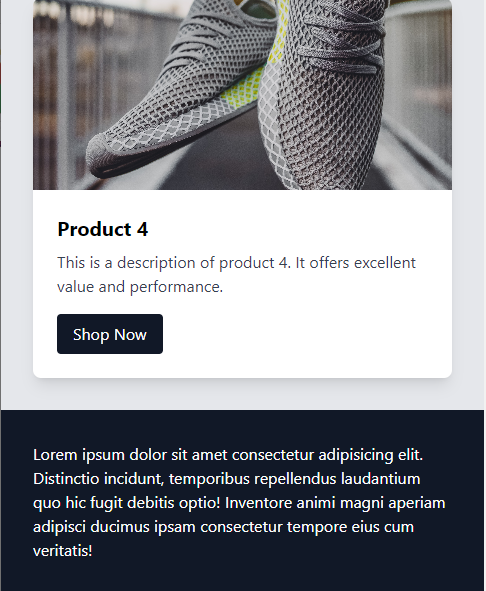 Product 4
This is a description of product 4. It offers excellent
value and performance.
Shop Now
Lorem ipsum dolor sit amet consectetur adipisicing elit.
Distinctio incidunt, temporibus repellendus laudantium
quo hic fugit debitis optio! Inventore animi magni aperiam
adipisci ducimus ipsam consectetur tempore eius cum
veritatis!